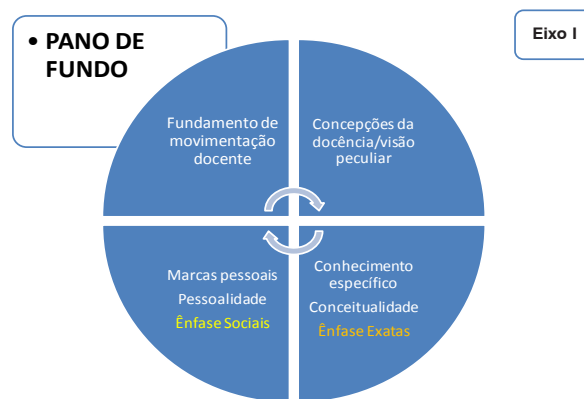 • PANO DE
FUNDO
Eixo I
Fundamento de
movimentação
docente
Concepções da
docência/visão
peculiar
Marcas pessoais
Pessoalidade
Ênfase Sociais
Conhecimento
específico
Conceitualidade
Ênfase Exatas